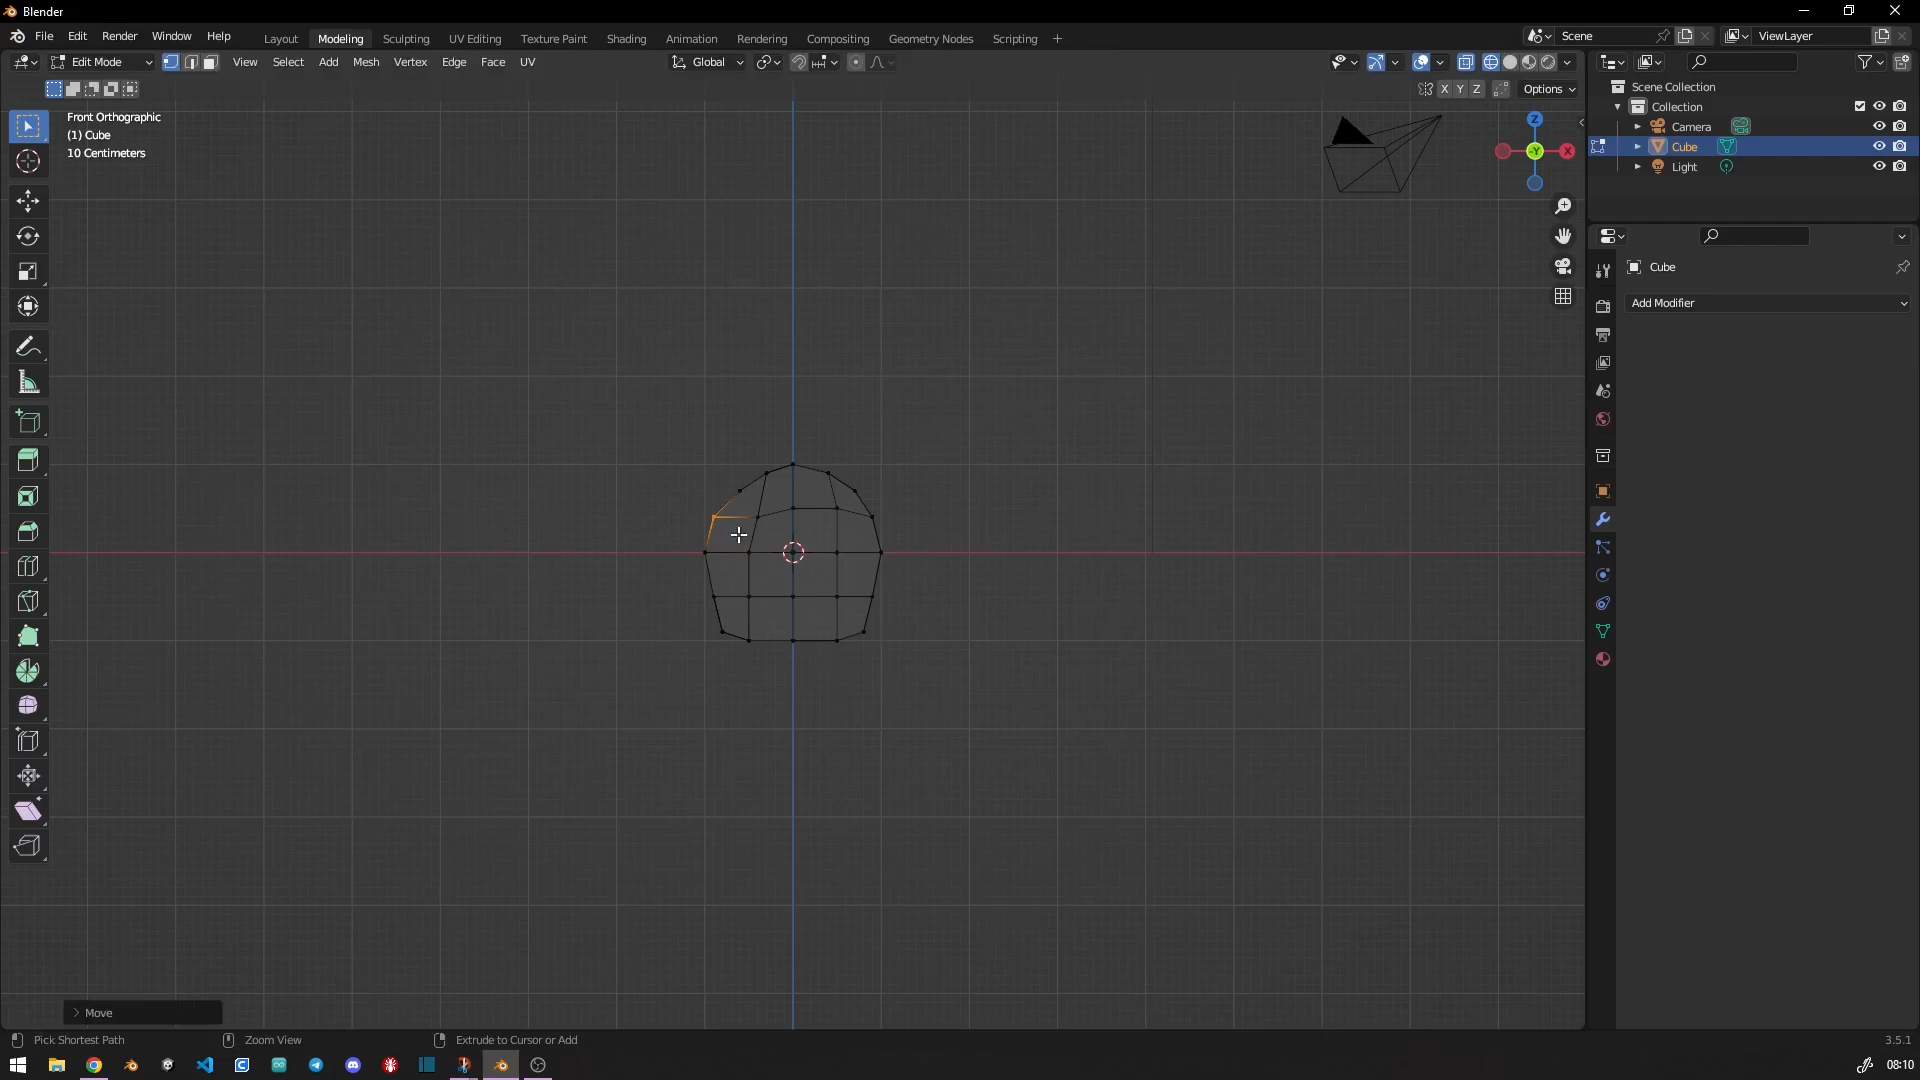 Blender
File Edit Render Window Help Layout Modeling Sculpting UV Editing Texture Paint Shading Animation Rendering Compositing Geometry Nodes Scripting + Scene ViewLayer
Edit Mode View Select Add Mesh Vertex Edge Face UV Global
X Y Z Options
Front Orthographic
(1) Cube
10 Centimeters
Z
-Y X
Scene Collection
Collection
Camera
Cube
Light
Cube
Add Modifier
Move
Pick Shortest Path Zoom View Extrude to Cursor or Add 3.5.1
08:10